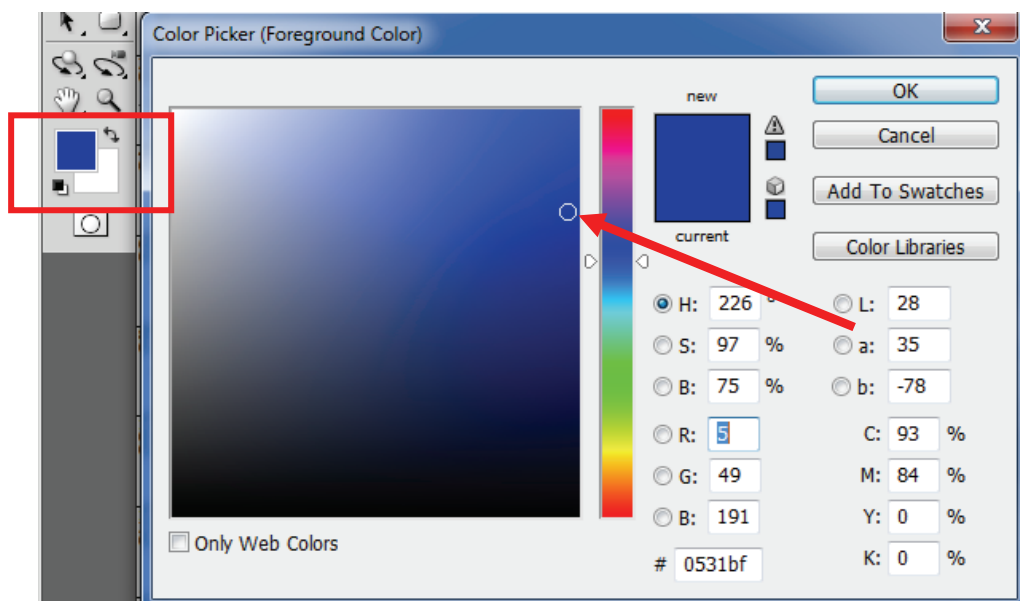 Color Picker (Foreground Color)
new
current
OK
Cancel
Add To Swatches
Color Libraries
H: 226 °
S: 97 %
B: 75 %
R: 5
G: 49
B: 191
# 0531bf
L: 28
a: 35
b: -78
C: 93 %
M: 84 %
Y: 0 %
K: 0 %
Only Web Colors